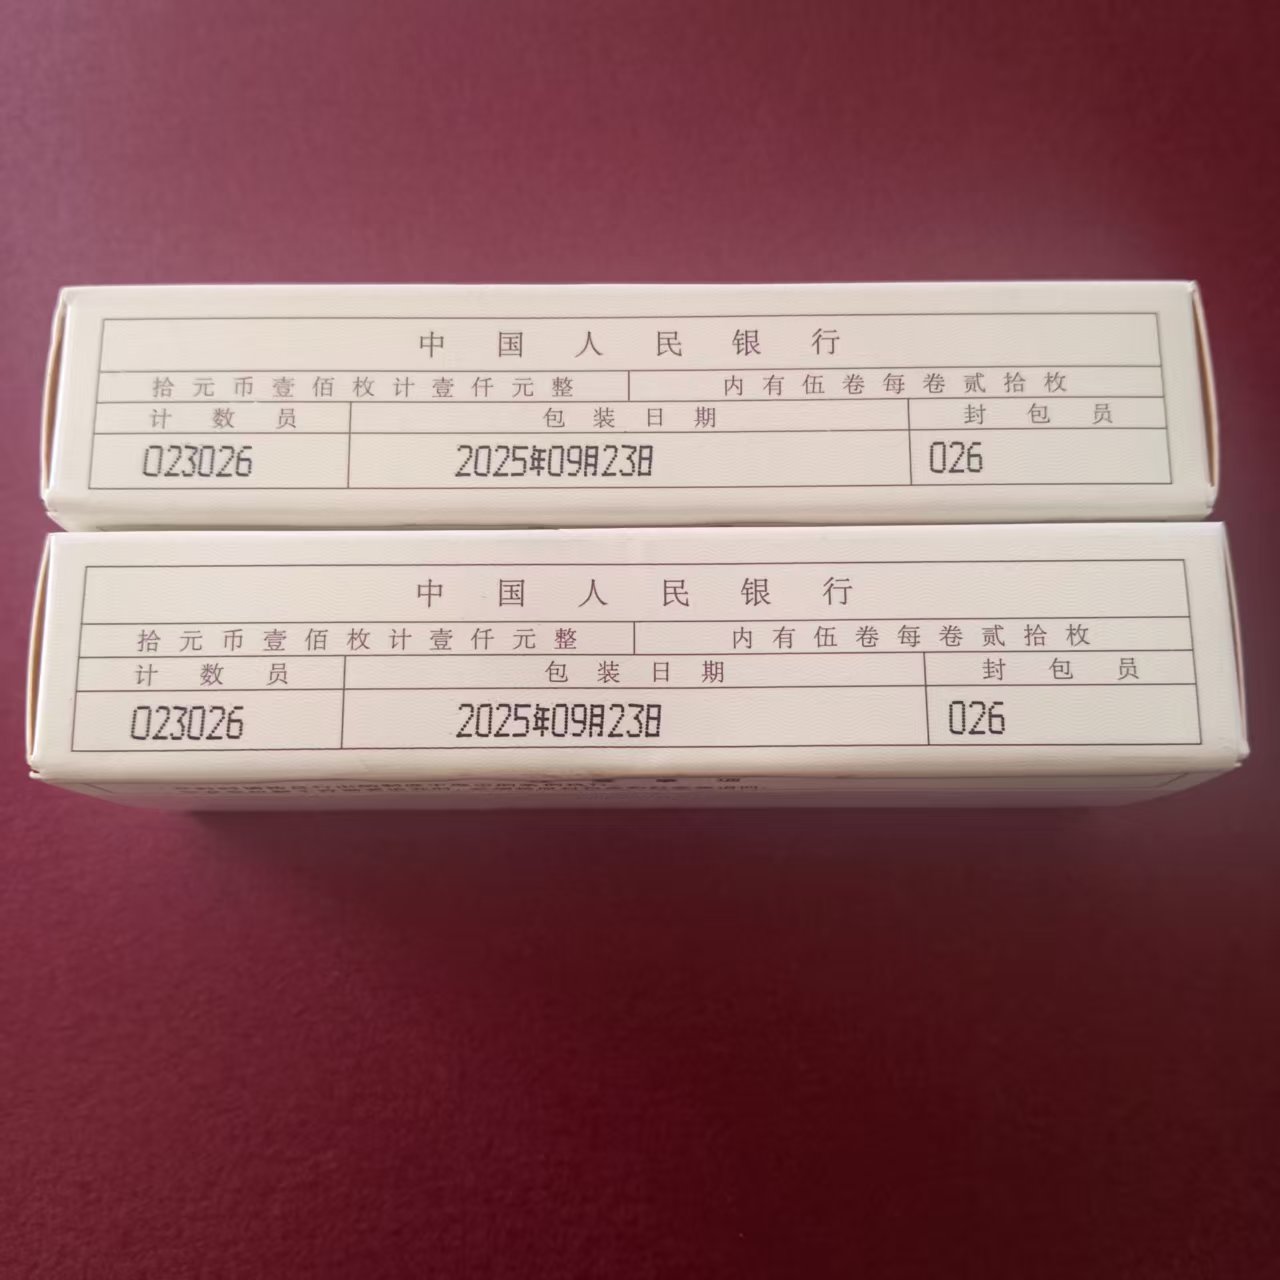 中国人民银行
拾元币壹佰枚计壹仟元整 内有伍卷每卷贰拾枚
计数员 包装日期 封包员
023026 2025年09月23日 026
中国人民银行
拾元币壹佰枚计壹仟元整 内有伍卷每卷贰拾枚
计数员 包装日期 封包员
023026 2025年09月23日 026